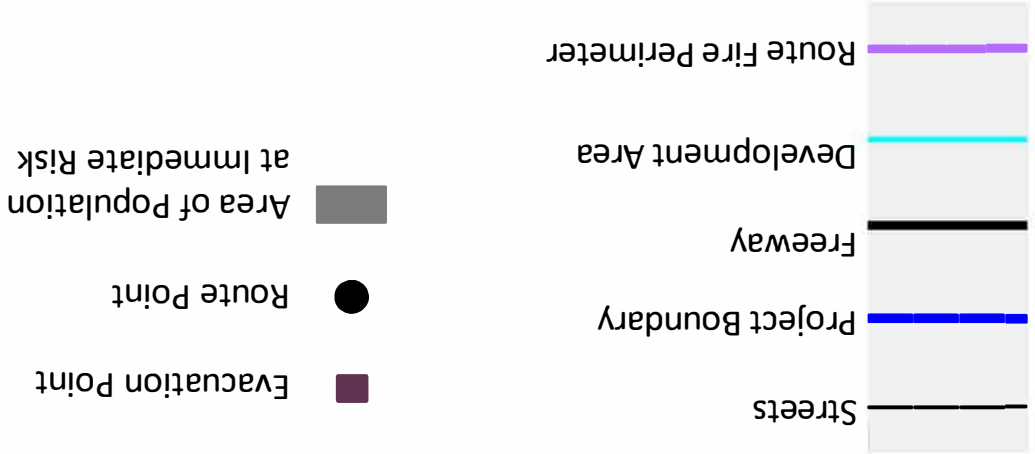 Streets
Project Boundary
Freeway
Development Area
Route Fire Perimeter
Evacuation Point
Route Point
Area of Population
at Immediate Risk